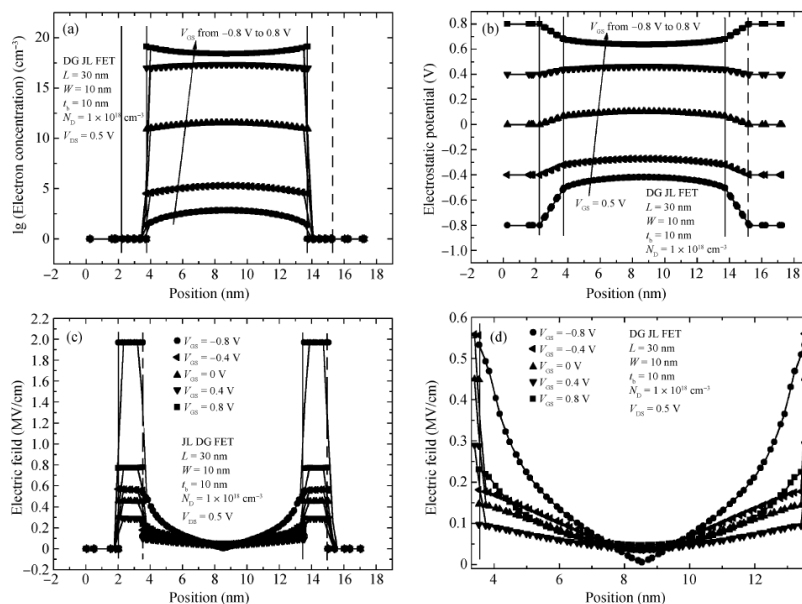 (a)
V_GS from −0.8 V to 0.8 V
DG JL FET
L = 30 nm
W = 10 nm
t_b = 10 nm
N_D = 1 × 10^18 cm^−3
V_DS = 0.5 V
lg (Electron concentration) (cm^−3)
20
15
10
5
0
−2 0 2 4 6 8 10 12 14 16 18
Position (nm)
(b)
V_GS from −0.8 V to 0.8 V
V_GS = 0.5 V
DG JL FET
L = 30 nm
W = 10 nm
t_b = 10 nm
N_D = 1 × 10^18 cm^−3
Electrostatic potential (V)
0.8
0.6
0.4
0.2
0
−0.2
−0.4
−0.6
−0.8
−1.0
−2 0 2 4 6 8 10 12 14 16 18
Position (nm)
(c)
V_GS = −0.8 V
V_GS = −0.4 V
V_GS = 0 V
V_GS = 0.4 V
V_GS = 0.8 V
JL DG FET
L = 30 nm
W = 10 nm
t_b = 10 nm
N_D = 1 × 10^18 cm^−3
V_DS = 0.5 V
Electric feild (MV/cm)
2.2
2.0
1.8
1.6
1.4
1.2
1.0
0.8
0.6
0.4
0.2
0
−0.2
−2 0 2 4 6 8 10 12 14 16 18
Position (nm)
(d)
V_GS = −0.8 V
V_GS = −0.4 V
V_GS = 0 V
V_GS = 0.4 V
V_GS = 0.8 V
DG JL FET
L = 30 nm
W = 10 nm
t_b = 10 nm
N_D = 1 × 10^18 cm^−3
V_DS = 0.5 V
Electric feild (MV/cm)
0.6
0.5
0.4
0.3
0.2
0.1
0
4 6 8 10 12
Position (nm)